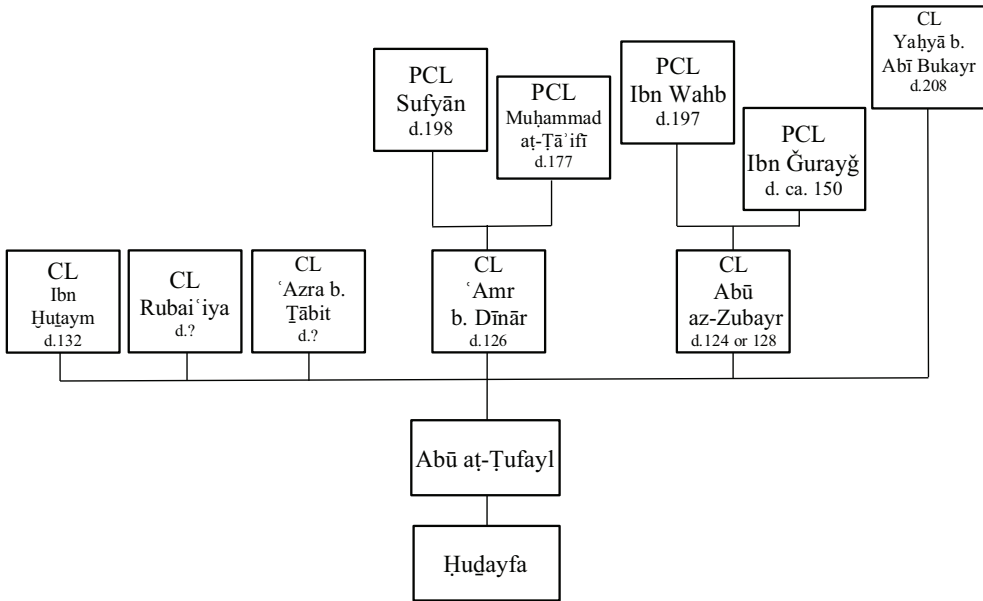 CL
Yaḥyā b.
Abī Bukayr
d.208
PCL
Sufyān
d.198
PCL
Muḥammad
aṭ-Ṭāʾifī
d.177
PCL
Ibn Wahb
d.197
PCL
Ibn Ǧurayǧ
d. ca. 150
CL
Ibn
Ḫuṯaym
d.132
CL
Rubaiʿiya
d.?
CL
ʿAzra b.
Ṯābit
d.?
CL
ʿAmr
b. Dīnār
d.126
CL
Abū
az-Zubayr
d.124 or 128
Abū aṭ-Ṭufayl
Ḥuḏayfa